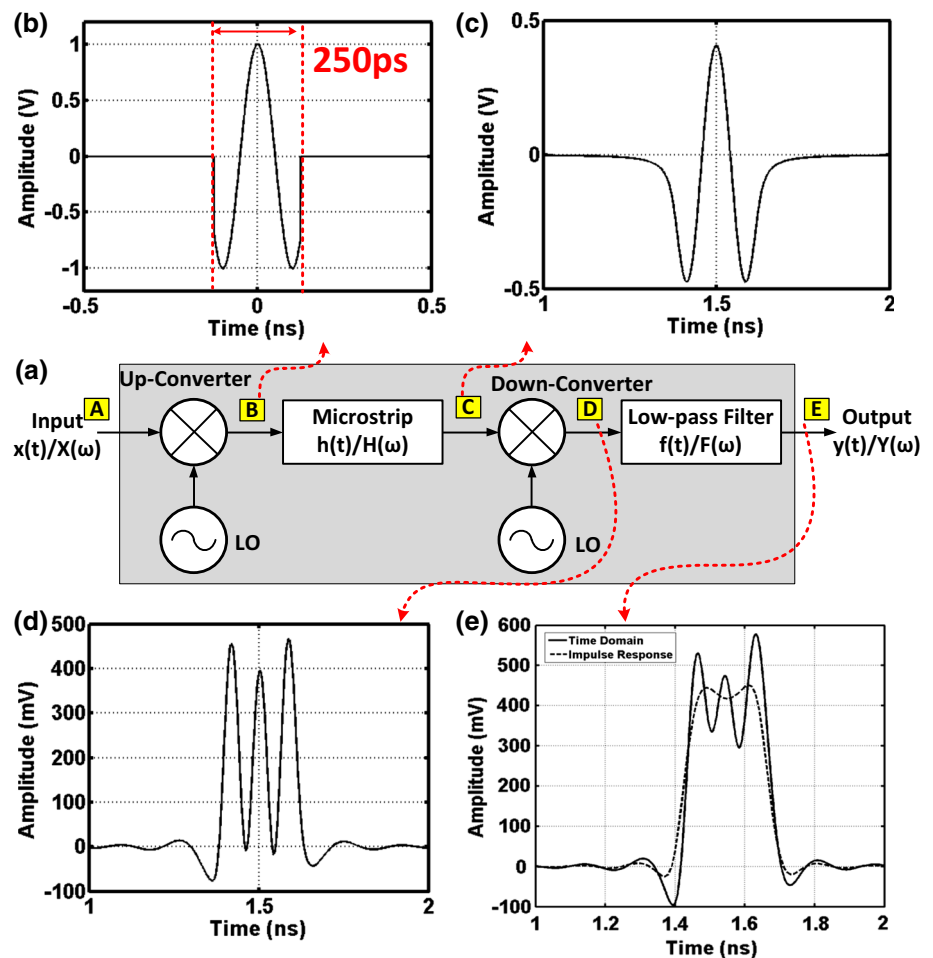 (b)
250ps
Amplitude (V)
1
0.5
0
-0.5
-1
-0.5
0
0.5
Time (ns)
(c)
Amplitude (V)
0.5
0
-0.5
1
1.5
2
Time (ns)
(a)
Up-Converter
Down-Converter
Input
x(t)/X(ω)
A
B
Microstrip
h(t)/H(ω)
C
D
Low-pass Filter
f(t)/F(ω)
E
Output
y(t)/Y(ω)
LO
LO
(d)
Amplitude (mV)
500
400
300
200
100
0
-100
1
1.5
2
Time (ns)
(e)
Time Domain
Impulse Response
Amplitude (mV)
600
500
400
300
200
100
0
-100
1
1.2
1.4
1.6
1.8
2
Time (ns)